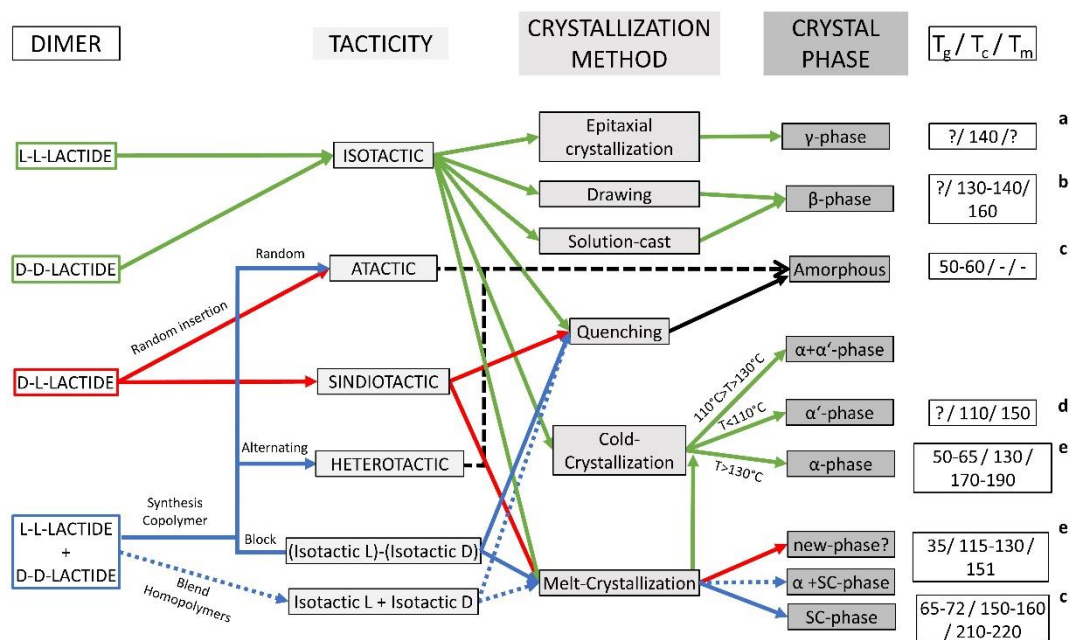 DIMER
TACTICITY
CRYSTALLIZATION
METHOD
CRYSTAL
PHASE
Tg / Tc / Tm
L-L-LACTIDE
D-D-LACTIDE
D-L-LACTIDE
L-L-LACTIDE
+
D-D-LACTIDE
Random
Random insertion
Alternating
Synthesis
Copolymer
Block
Blend
Homopolymers
ISOTACTIC
ATACTIC
SINDIOTACTIC
HETEROTACTIC
(Isotactic L)-(Isotactic D)
Isotactic L + Isotactic D
Epitaxial
crystallization
Drawing
Solution-cast
Quenching
Cold-
Crystallization
Melt-Crystallization
110°C>T>130°C
T<110°C
T>130°C
γ-phase
β-phase
Amorphous
α+α'-phase
α'-phase
α-phase
new-phase?
α +SC-phase
SC-phase
a
?/ 140 /?
b
?/ 130-140/
160
c
50-60 / -/ -
d
?/ 110/ 150
e
50-65 / 130 /
170-190
e
35/ 115-130 /
151
c
65-72 / 150-160
/ 210-220